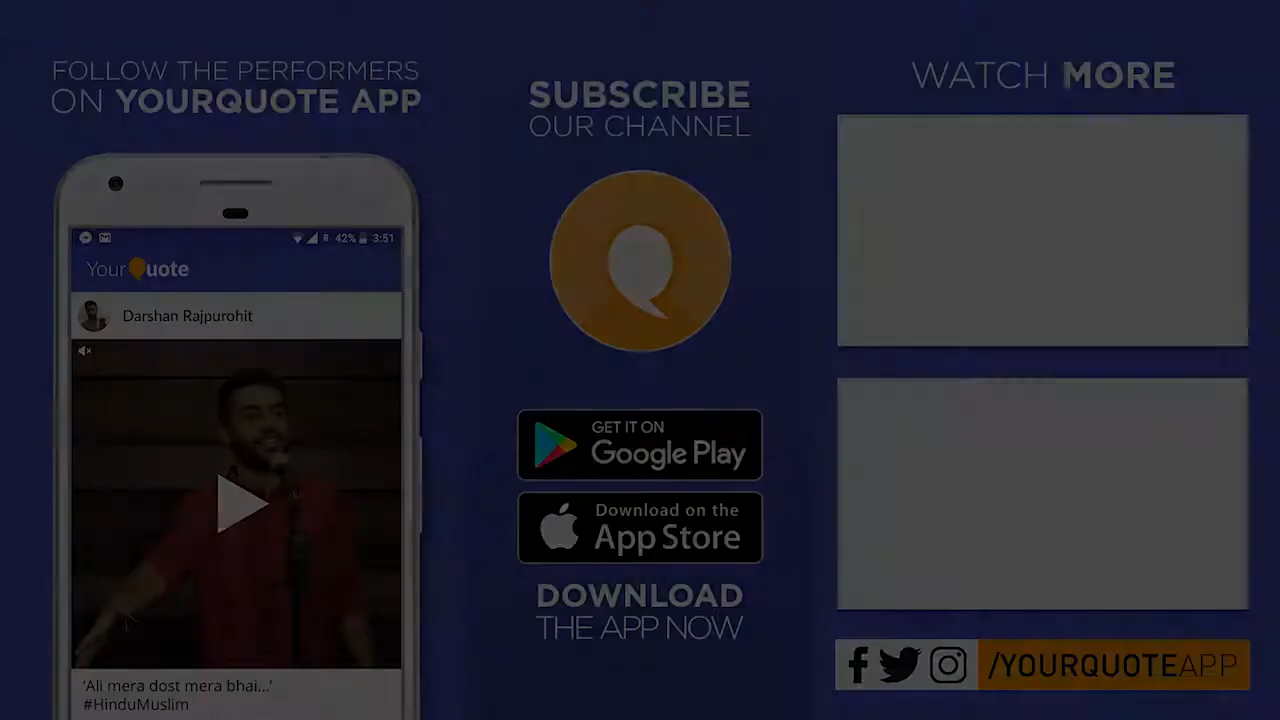 FOLLOW THE PERFORMERS
ON YOURQUOTE APP
42% 3:51
YourQuote
Darshan Rajpurohit
'Ali mera dost mera bhai...'
#HinduMuslim
SUBSCRIBE
OUR CHANNEL
GET IT ON
Google Play
Download on the
App Store
DOWNLOAD
THE APP NOW
WATCH MORE
/YOURQUOTEAPP